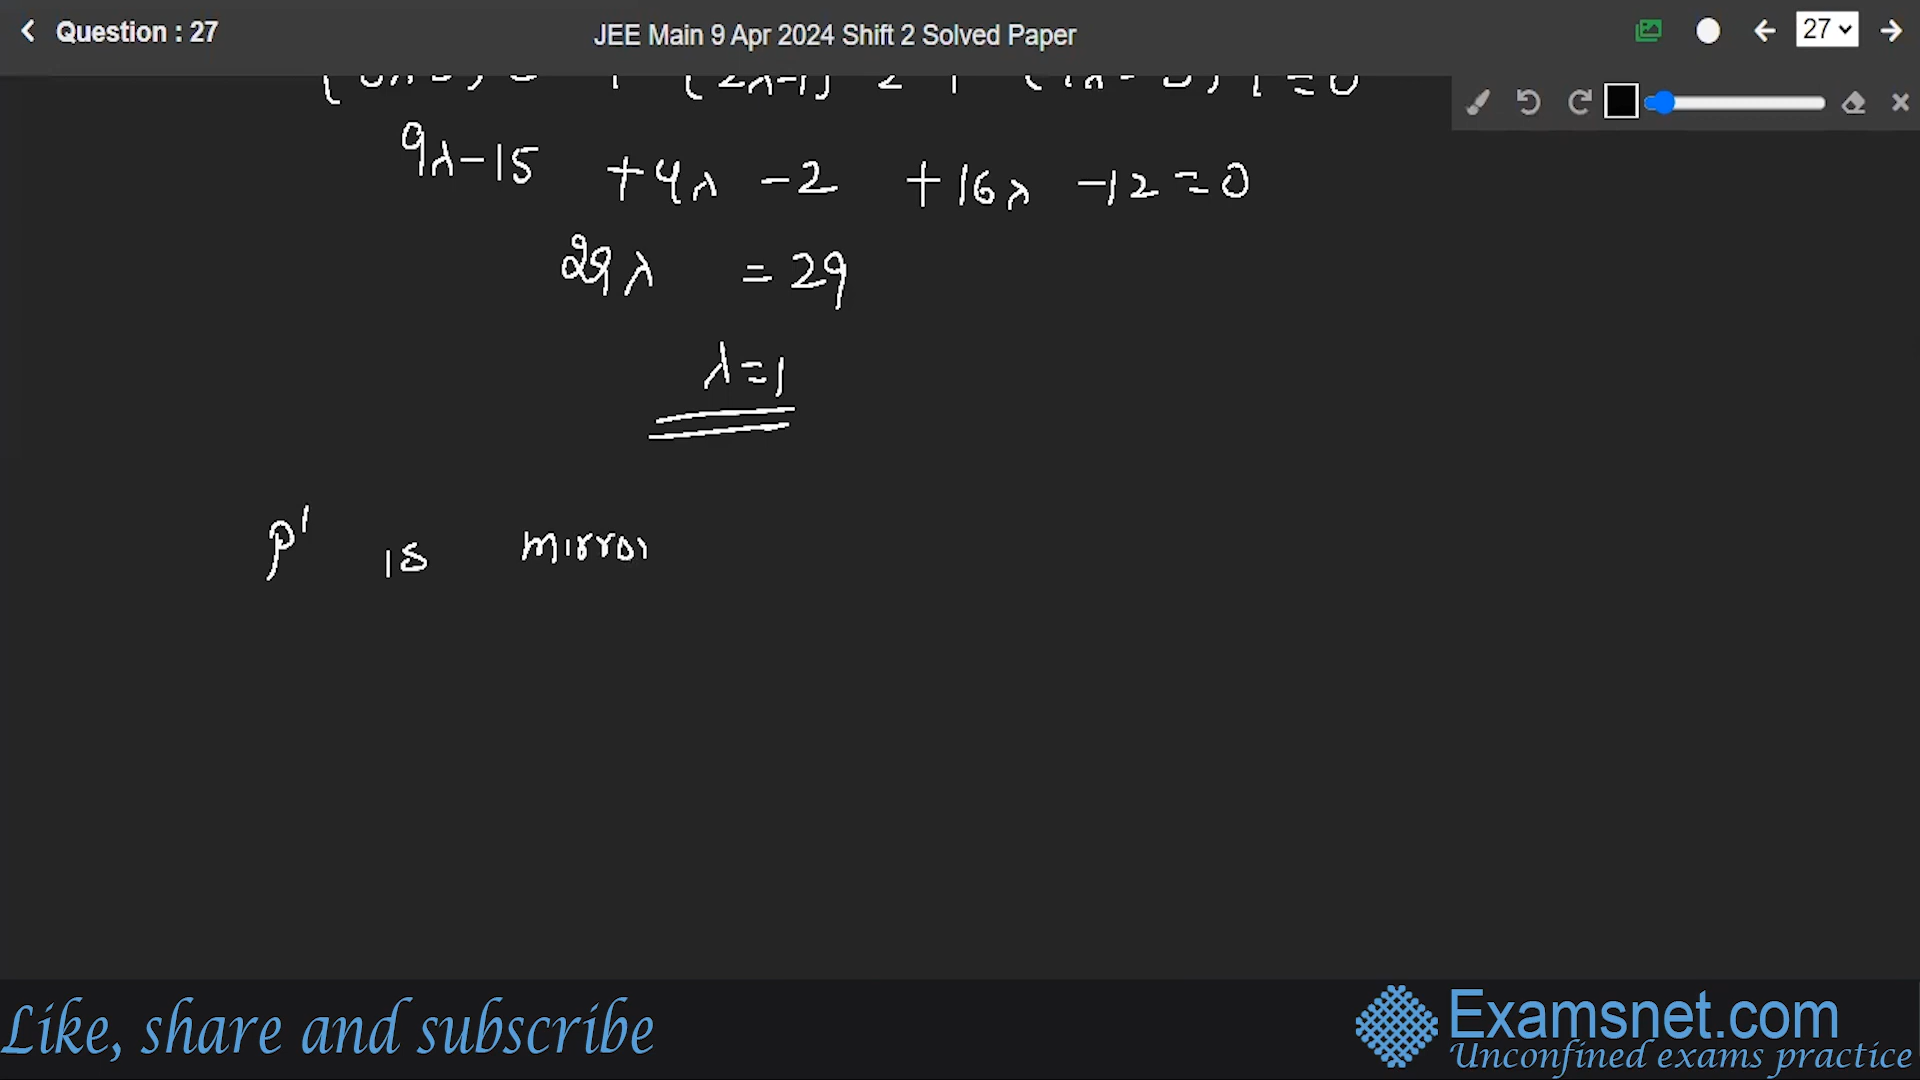 Question : 27
JEE Main 9 Apr 2024 Shift 2 Solved Paper
27
9λ-15 +4λ -2 +16λ -12=0
29λ = 29
λ=1
P' is mirror
Like, share and subscribe
Examsnet.com
Unconfined exams practice